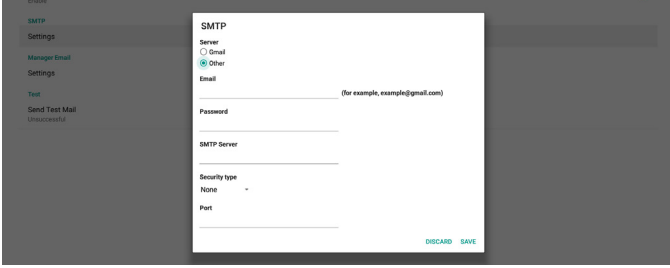 Enable
SMTP
Settings
Manager Email
Settings
Test
Send Test Mail
Unsuccessful
SMTP
Server
Gmail
Other
Email
(for example, example@gmail.com)
Password
SMTP Server
Security type
None
Port
DISCARD SAVE